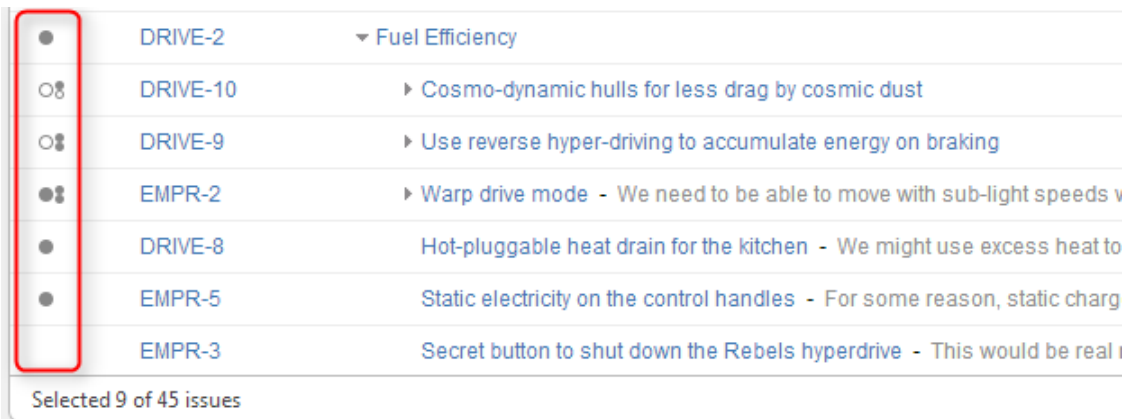 DRIVE-2 Fuel Efficiency
DRIVE-10 Cosmo-dynamic hulls for less drag by cosmic dust
DRIVE-9 Use reverse hyper-driving to accumulate energy on braking
EMPR-2 Warp drive mode - We need to be able to move with sub-light speeds
DRIVE-8 Hot-pluggable heat drain for the kitchen - We might use excess heat to
EMPR-5 Static electricity on the control handles - For some reason, static charg
EMPR-3 Secret button to shut down the Rebels hyperdrive - This would be real
Selected 9 of 45 issues